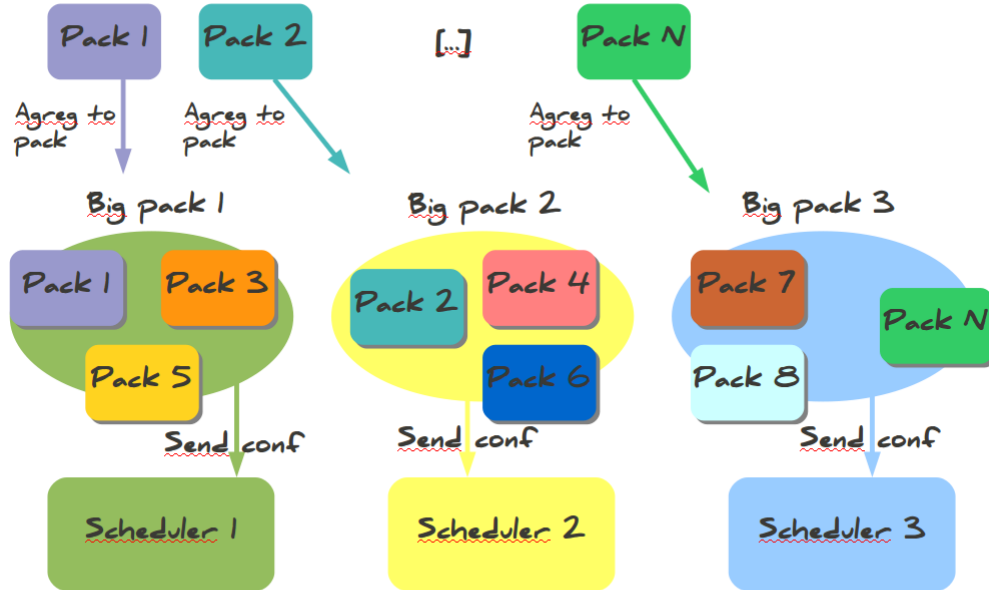 Pack 1
Pack 2
[...]
Pack N
Agreg to
pack
Agreg to
pack
Agreg to
pack
Big pack 1
Big pack 2
Big pack 3
Pack 1
Pack 3
Pack 5
Pack 2
Pack 4
Pack 6
Pack 7
Pack N
Pack 8
Send conf
Send conf
Send conf
Scheduler 1
Scheduler 2
Scheduler 3